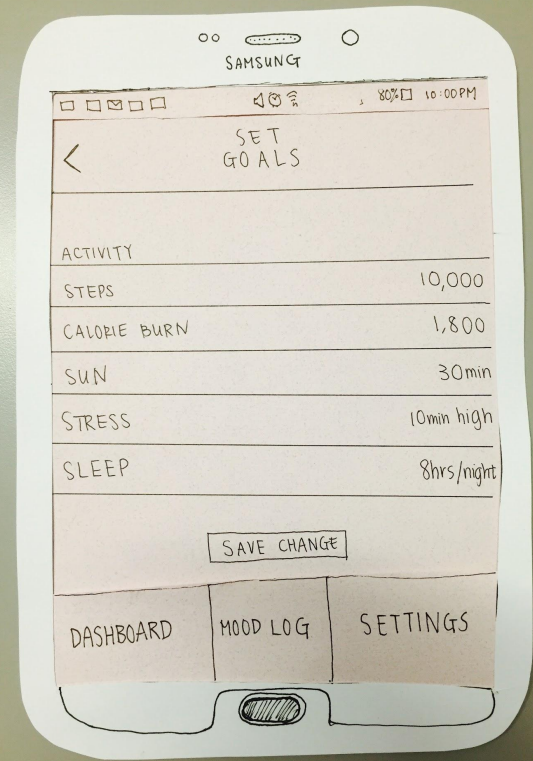 SAMSUNG
80% 10:00PM
SET
GOALS
ACTIVITY
STEPS 10,000
CALORIE BURN 1,800
SUN 30min
STRESS 10min high
SLEEP 8hrs/night
SAVE CHANGE
DASHBOARD MOOD LOG SETTINGS